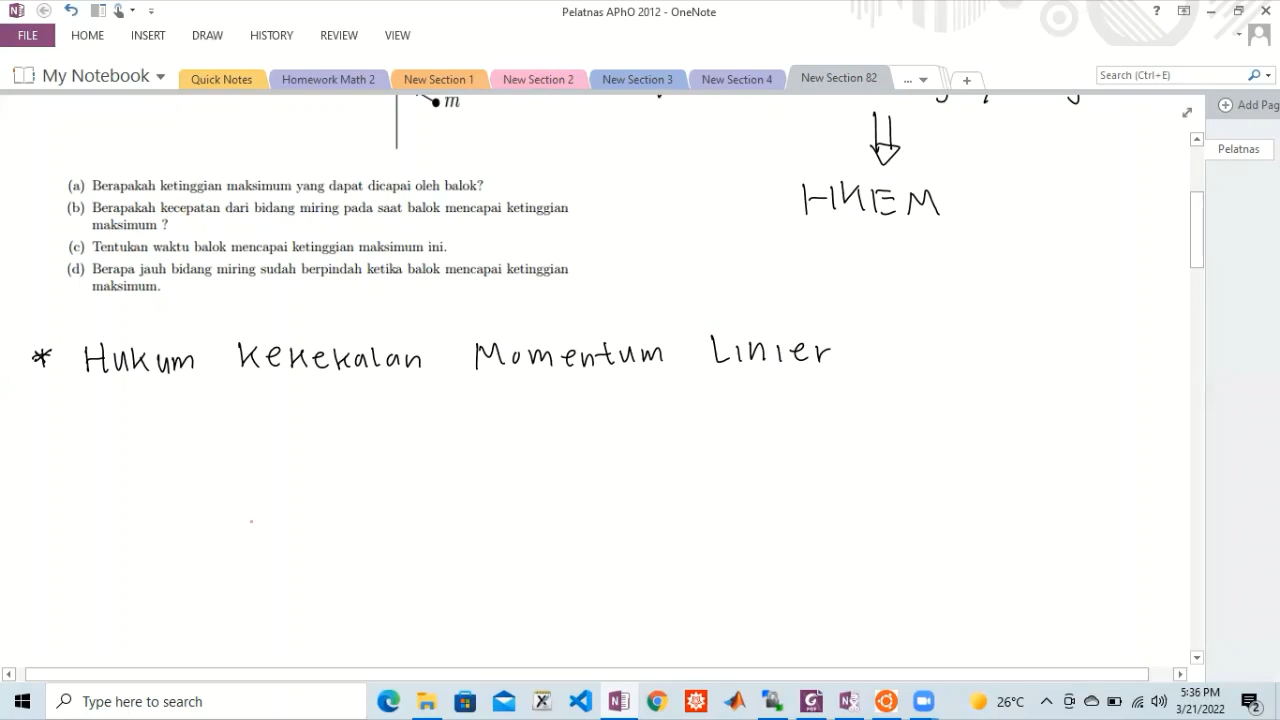 Pelatnas APhO 2012 - OneNote
?
FILE HOME INSERT DRAW HISTORY REVIEW VIEW
My Notebook Quick Notes Homework Math 2 New Section 1 New Section 2 New Section 3 New Section 4 New Section 82 ... + Search (Ctrl+E)
m
Add Pag
Pelatnas
(a) Berapakah ketinggian maksimum yang dapat dicapai oleh balok?
(b) Berapakah kecepatan dari bidang miring pada saat balok mencapai ketinggian
maksimum ?
(c) Tentukan waktu balok mencapai ketinggian maksimum ini.
(d) Berapa jauh bidang miring sudah berpindah ketika balok mencapai ketinggian
maksimum.
HKEM
* Hukum Kekekalan Momentum Linier
Type here to search
26°C
5:36 PM
3/21/2022
2